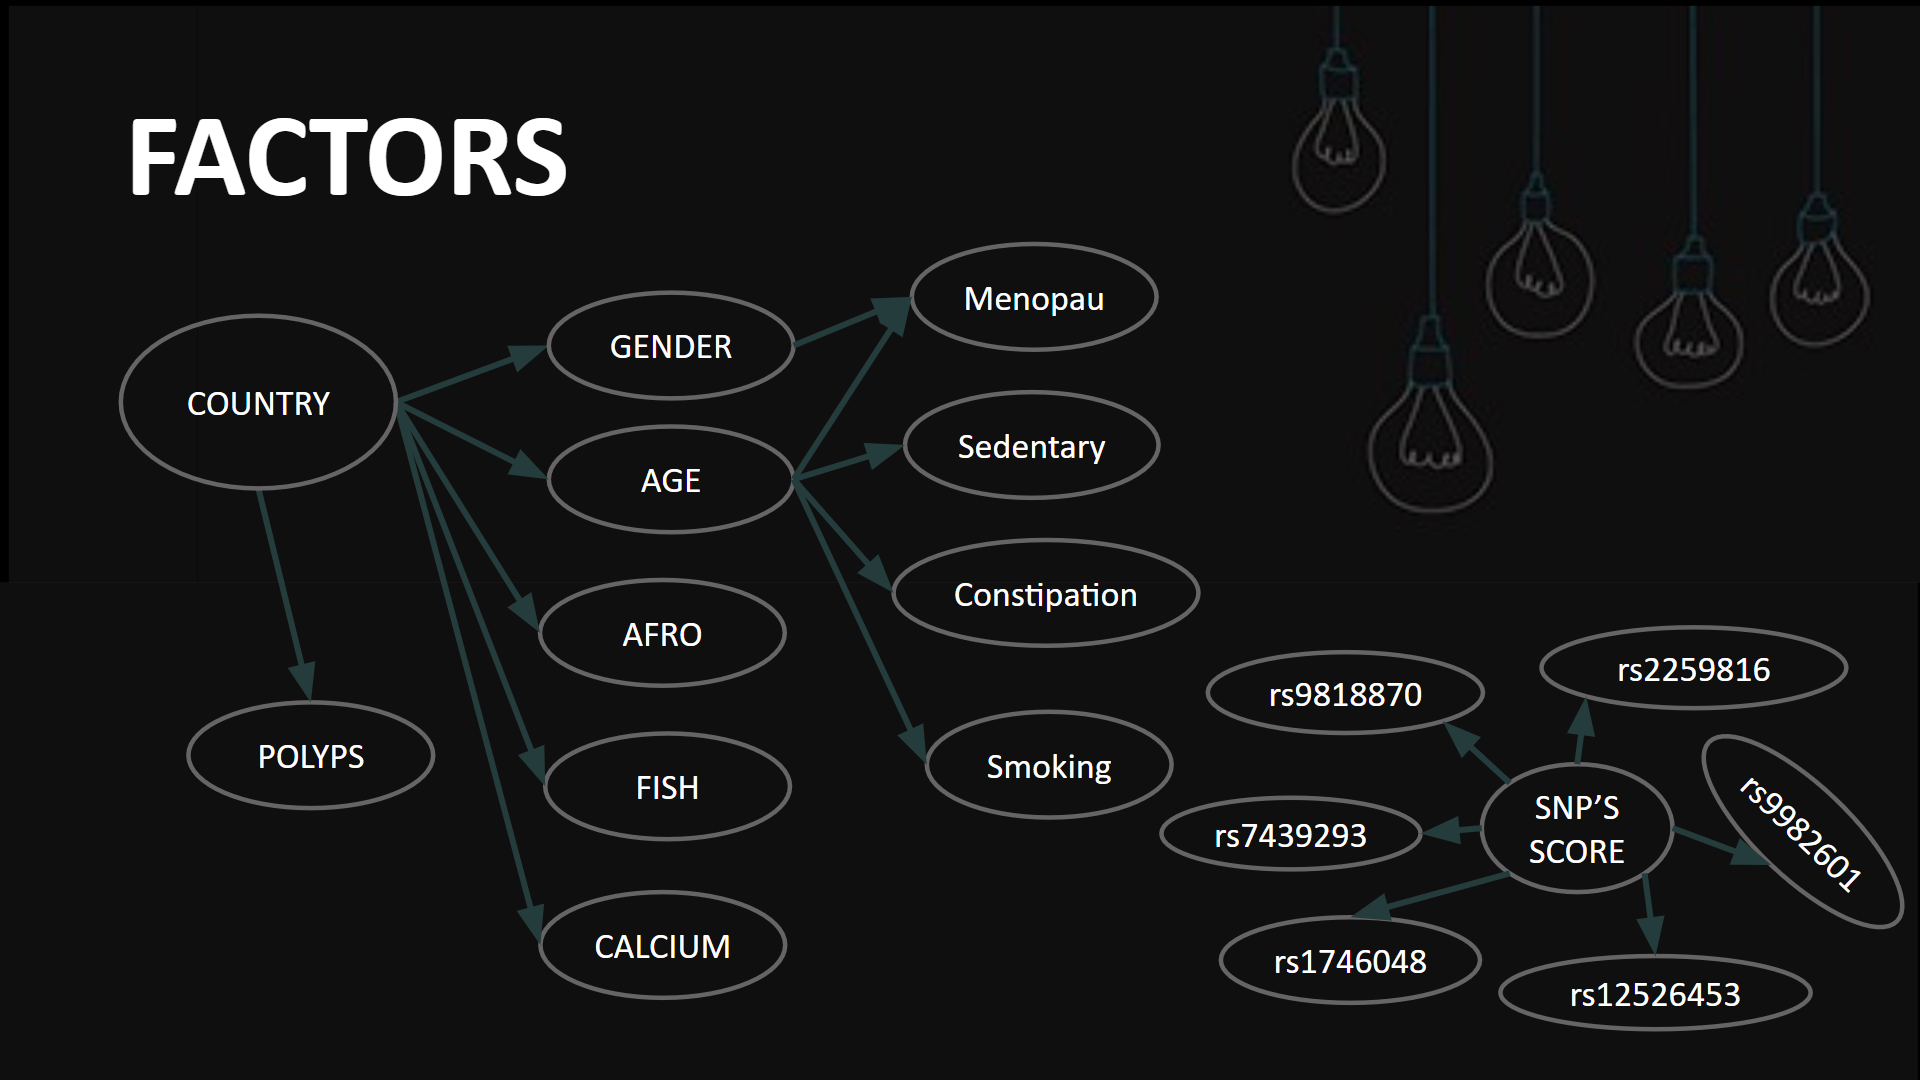 FACTORS
COUNTRY
GENDER
AGE
AFRO
FISH
CALCIUM
POLYPS
Menopau
Sedentary
Constipation
Smoking
rs9818870
rs2259816
rs9982601
rs7439293
SNP’S
SCORE
rs1746048
rs12526453